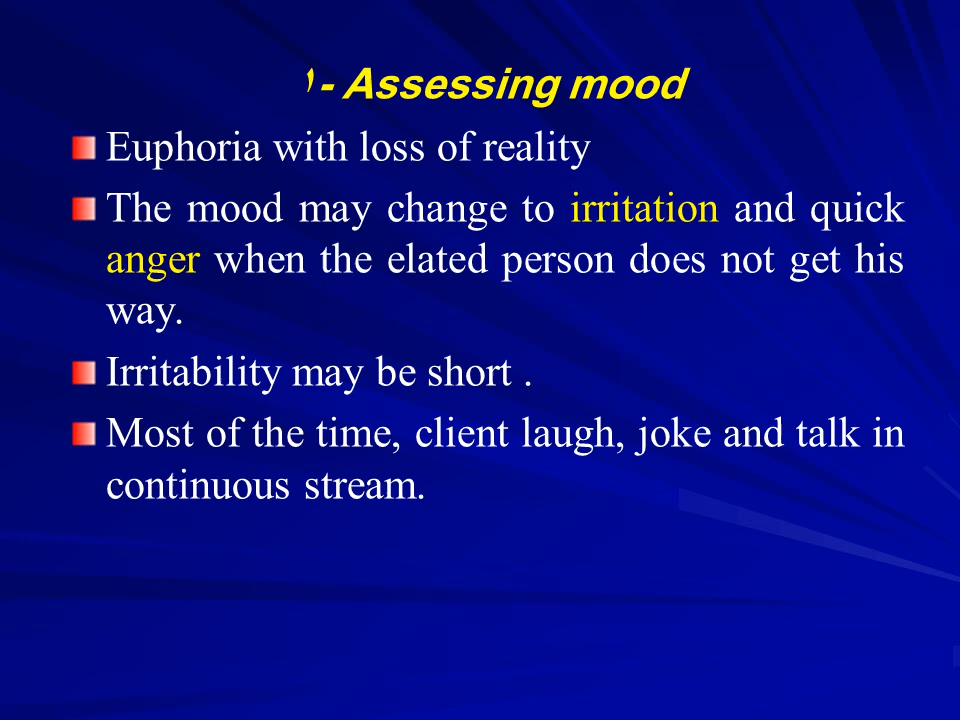 ١- Assessing mood
Euphoria with loss of reality
The mood may change to irritation and quick
anger when the elated person does not get his
way.
Irritability may be short .
Most of the time, client laugh, joke and talk in
continuous stream.